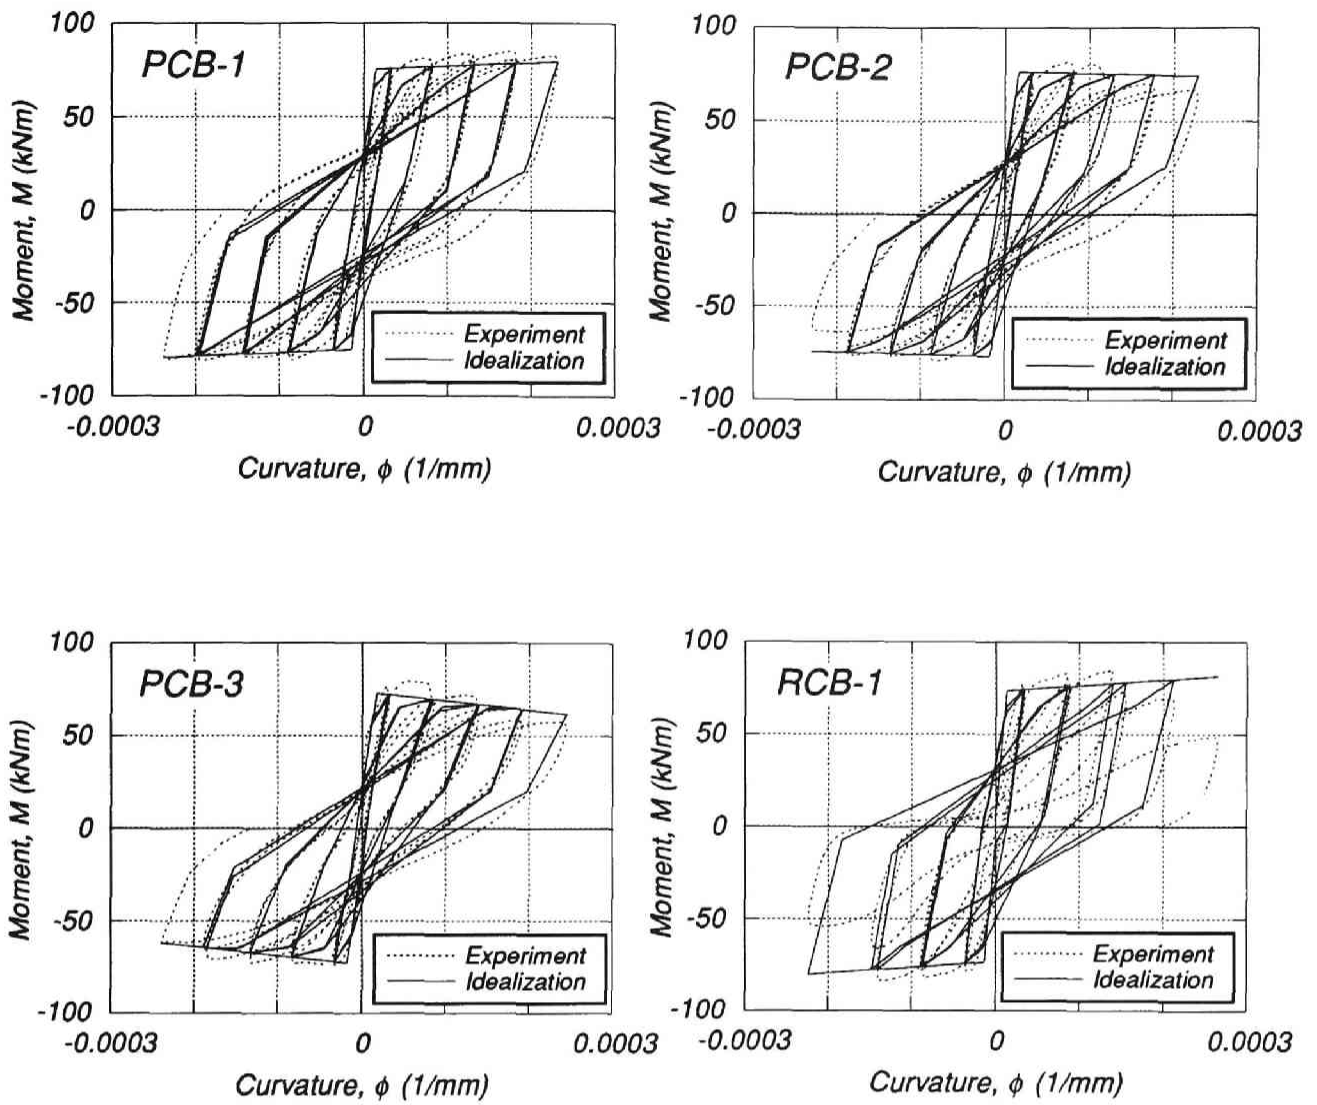 100
PCB-1
50
0
-50
-100
Moment, M (kNm)
Experiment
Idealization
-0.0003 0 0.0003
Curvature, ϕ (1/mm)
100
PCB-2
50
0
-50
-100
Moment, M (kNm)
Experiment
Idealization
-0.0003 0 0.0003
Curvature, ϕ (1/mm)
100
PCB-3
50
0
-50
-100
Moment, M (kNm)
Experiment
Idealization
-0.0003 0 0.0003
Curvature, ϕ (1/mm)
100
RCB-1
50
0
-50
-100
Moment, M (kNm)
Experiment
Idealization
-0.0003 0 0.0003
Curvature, ϕ (1/mm)